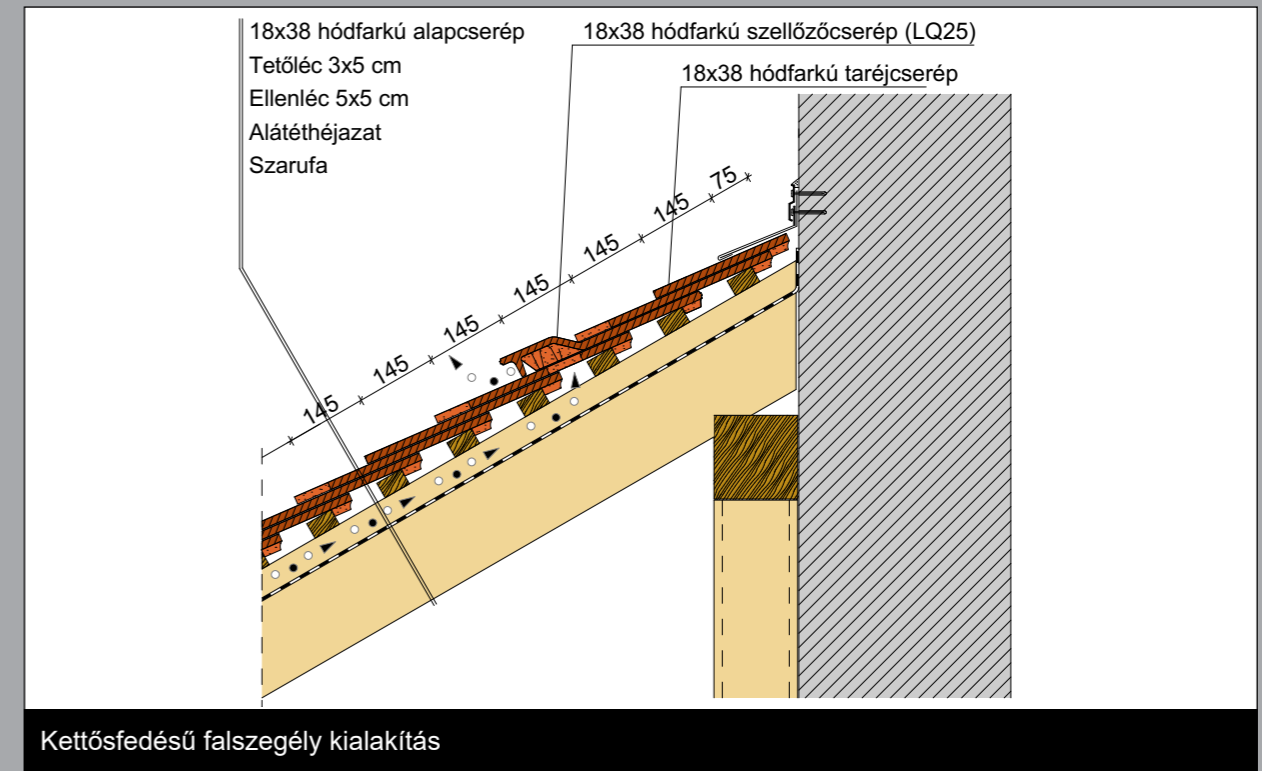 18x38 hódfarkú alapcserép
Tetőléc 3x5 cm
Ellenléc 5x5 cm
Alátéthéjazat
Szarufa
18x38 hódfarkú szellőzőcserép (LQ25)
18x38 hódfarkú taréjcserép
145
145
145
145
145
145
75
Kettősfedésű falszegély kialakítás